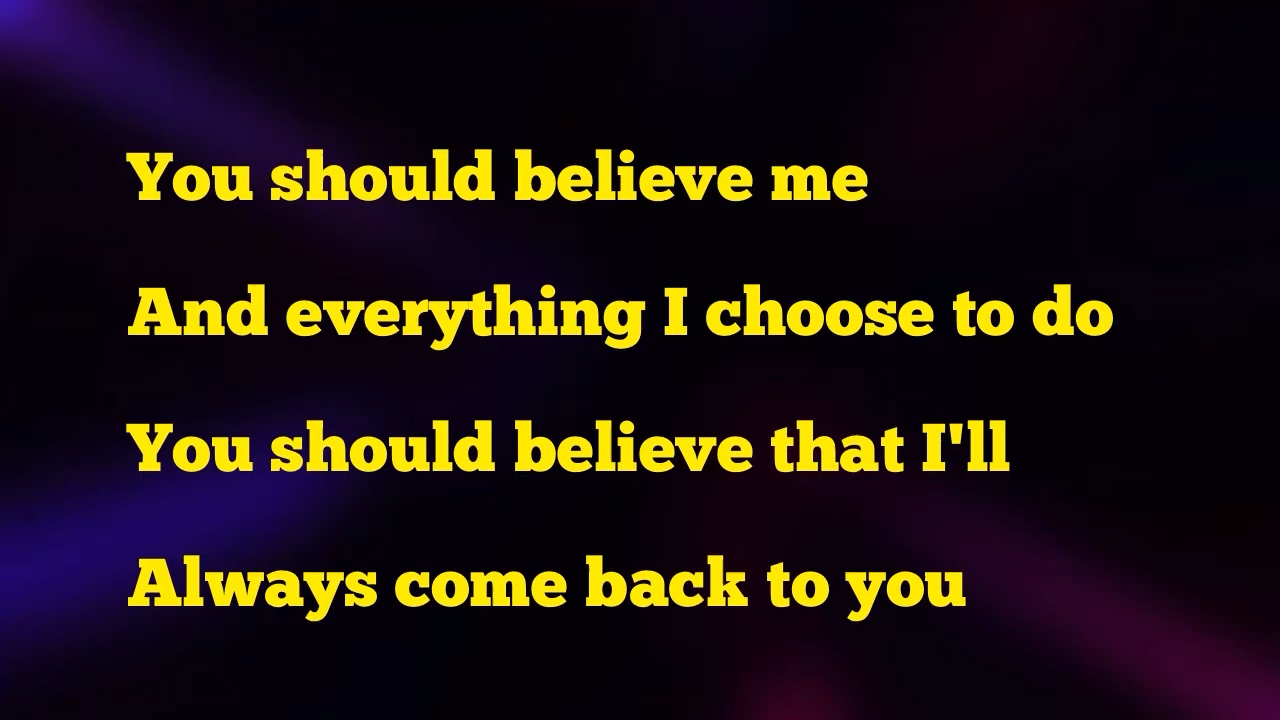 You should believe me
And everything I choose to do
You should believe that I'll
Always come back to you